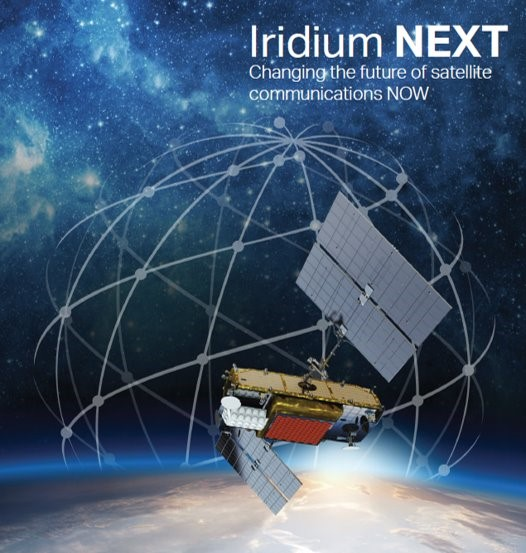 Iridium NEXT
Changing the future of satellite
communications NOW